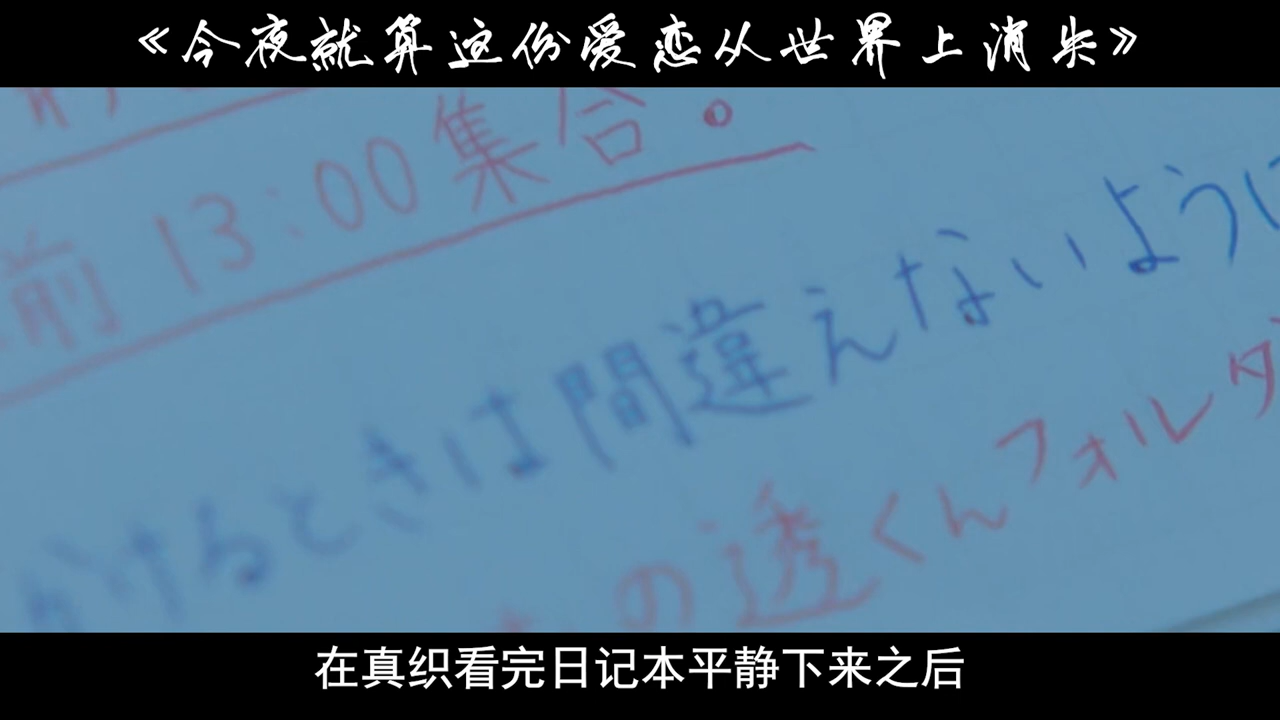 《今夜就算这份爱恋从世界上消失》
前 13:00集合。
かけるときは間違えないように
の透くんフォルダ
在真织看完日记本平静下来之后